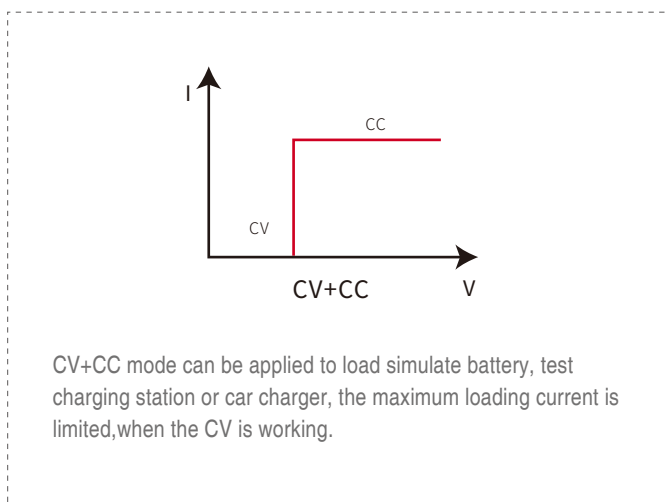 I
CC
CV
CV+CC
V
CV+CC mode can be applied to load simulate battery, test
charging station or car charger, the maximum loading current is
limited,when the CV is working.